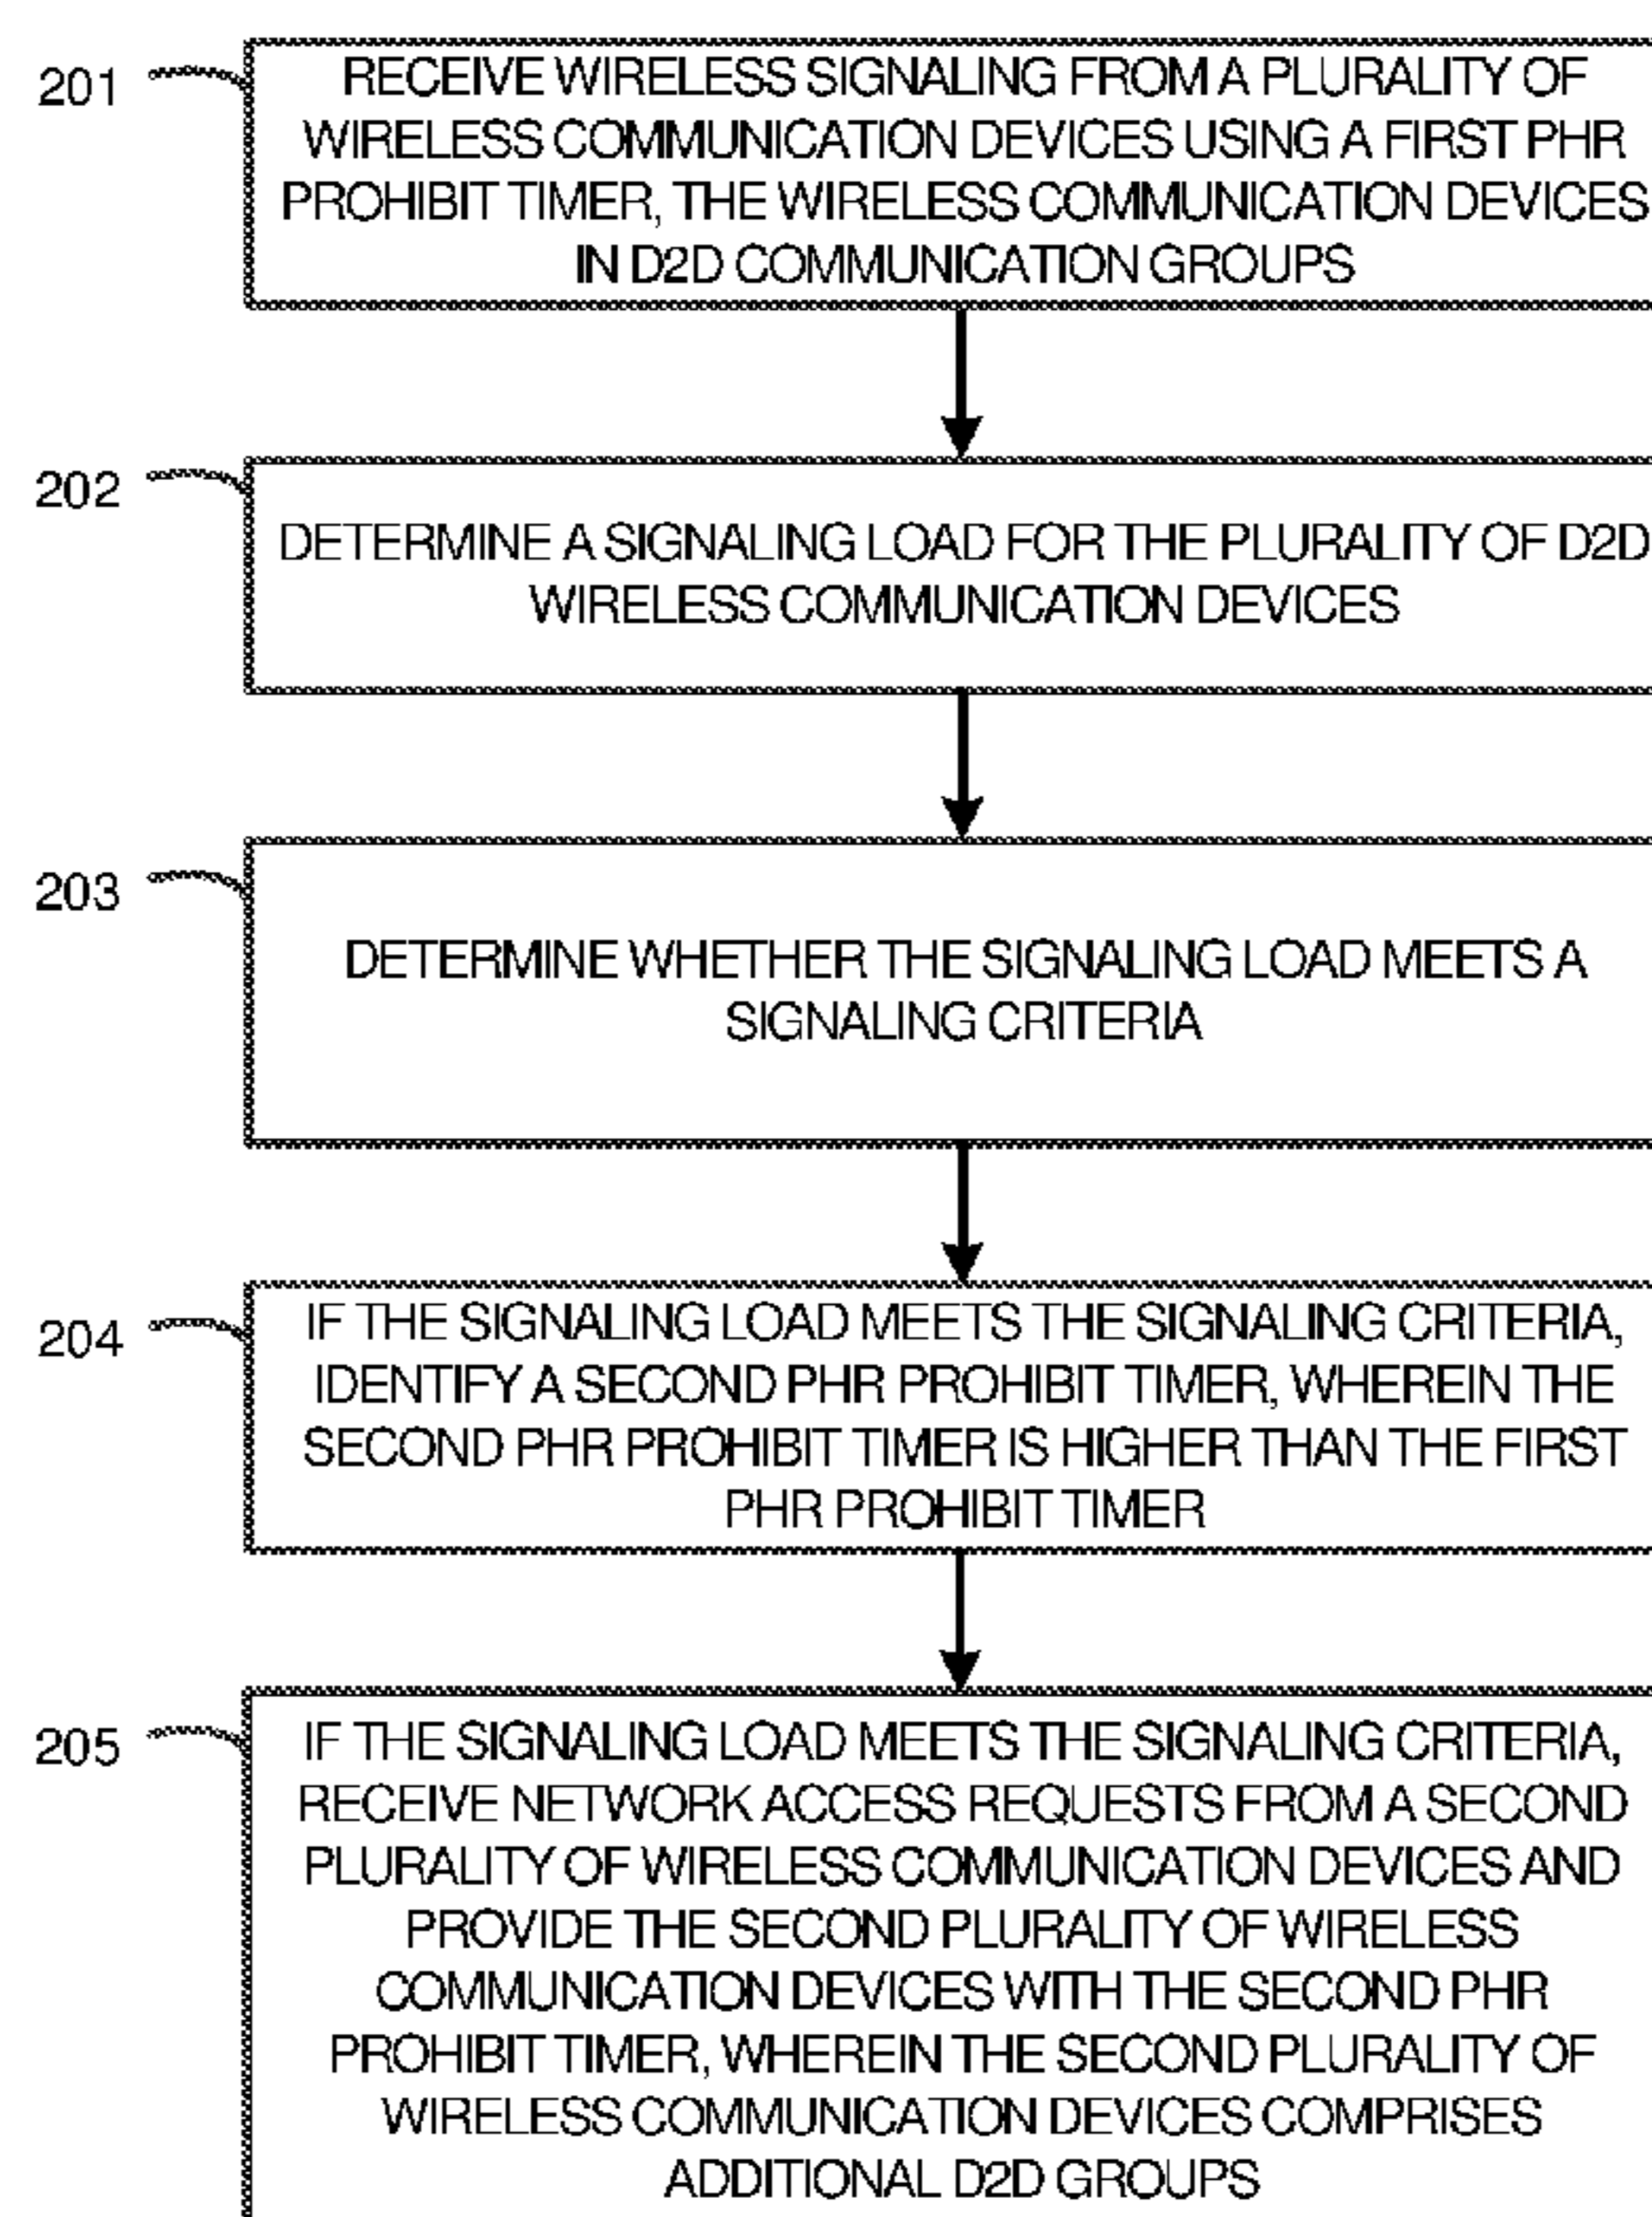 201
RECEIVE WIRELESS SIGNALING FROM A PLURALITY OF
WIRELESS COMMUNICATION DEVICES USING A FIRST PHR
PROHIBIT TIMER, THE WIRELESS COMMUNICATION DEVICES
IN D2D COMMUNICATION GROUPS
202
DETERMINE A SIGNALING LOAD FOR THE PLURALITY OF D2D
WIRELESS COMMUNICATION DEVICES
203
DETERMINE WHETHER THE SIGNALING LOAD MEETS A
SIGNALING CRITERIA
204
IF THE SIGNALING LOAD MEETS THE SIGNALING CRITERIA,
IDENTIFY A SECOND PHR PROHIBIT TIMER, WHEREIN THE
SECOND PHR PROHIBIT TIMER IS HIGHER THAN THE FIRST
PHR PROHIBIT TIMER
205
IF THE SIGNALING LOAD MEETS THE SIGNALING CRITERIA,
RECEIVE NETWORK ACCESS REQUESTS FROM A SECOND
PLURALITY OF WIRELESS COMMUNICATION DEVICES AND
PROVIDE THE SECOND PLURALITY OF WIRELESS
COMMUNICATION DEVICES WITH THE SECOND PHR
PROHIBIT TIMER, WHEREIN THE SECOND PLURALITY OF
WIRELESS COMMUNICATION DEVICES COMPRISES
ADDITIONAL D2D GROUPS